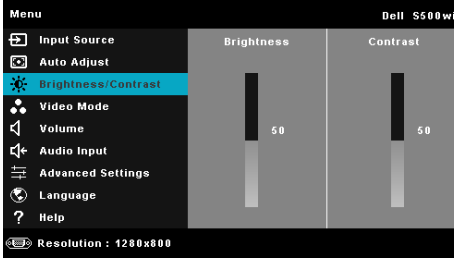 Menu
Dell S500wi
Input Source
Auto Adjust
Brightness/Contrast
Video Mode
Volume
Audio Input
Advanced Settings
Language
? Help
Brightness
50
Contrast
50
Resolution : 1280x800